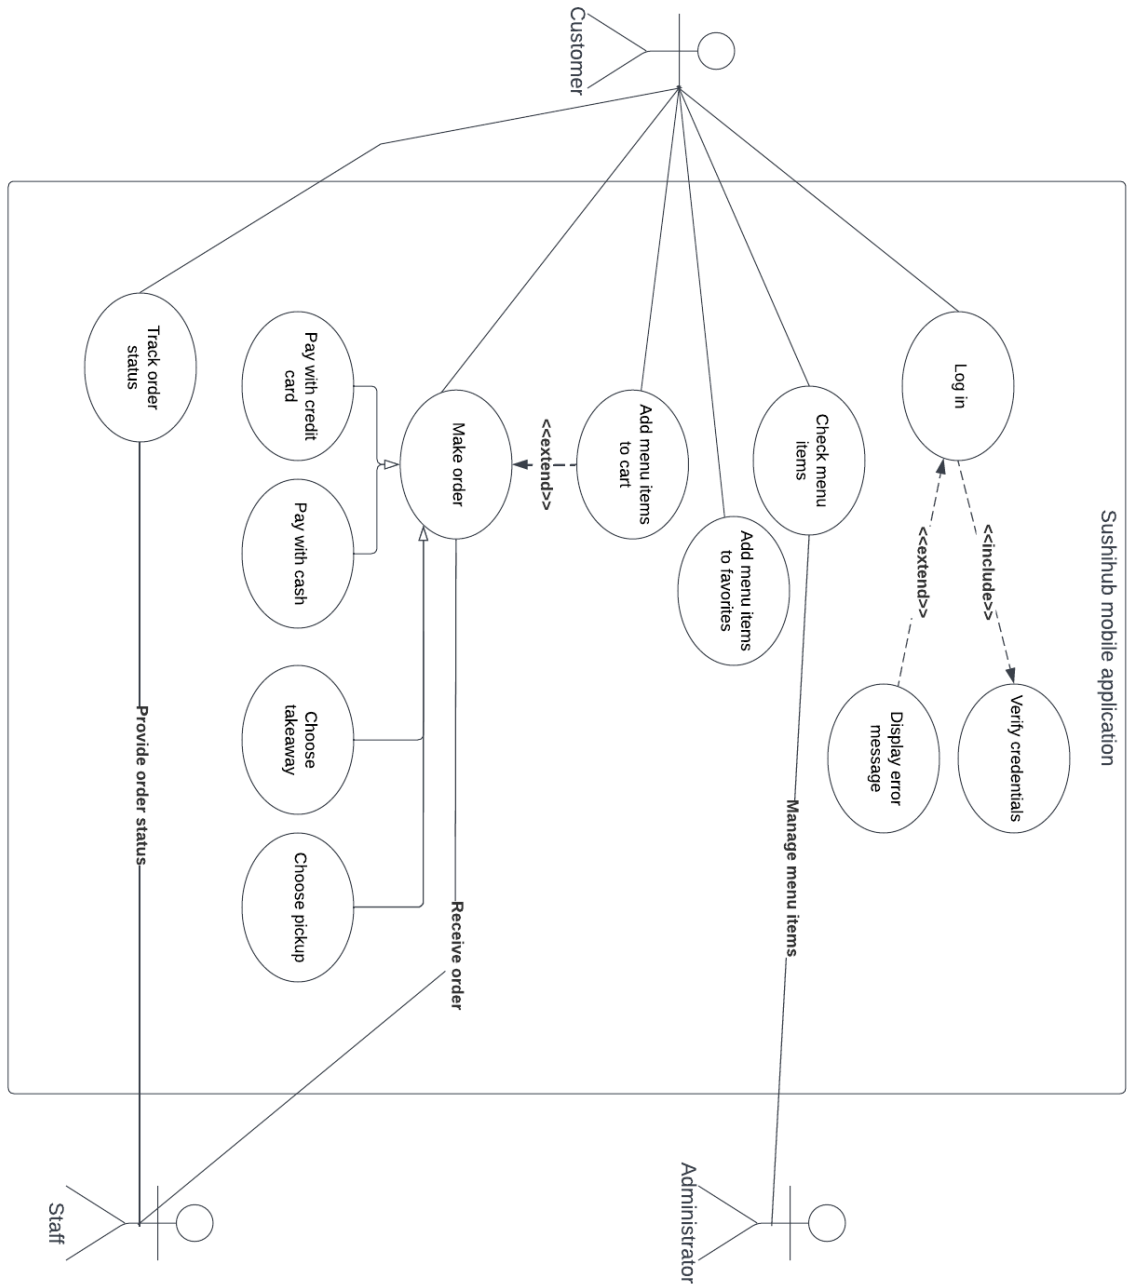 Sushihub mobile application
Customer
Log in
<<include>>
Verify credentials
<<extend>>
Display error
message
Check menu
items
Manage menu items
Administrator
Add menu items
to favorites
Add menu items
to cart
<<extend>>
Make order
Receive order
Pay with credit
card
Pay with cash
Choose
takeaway
Choose pickup
Track order
status
Provide order status
Staff